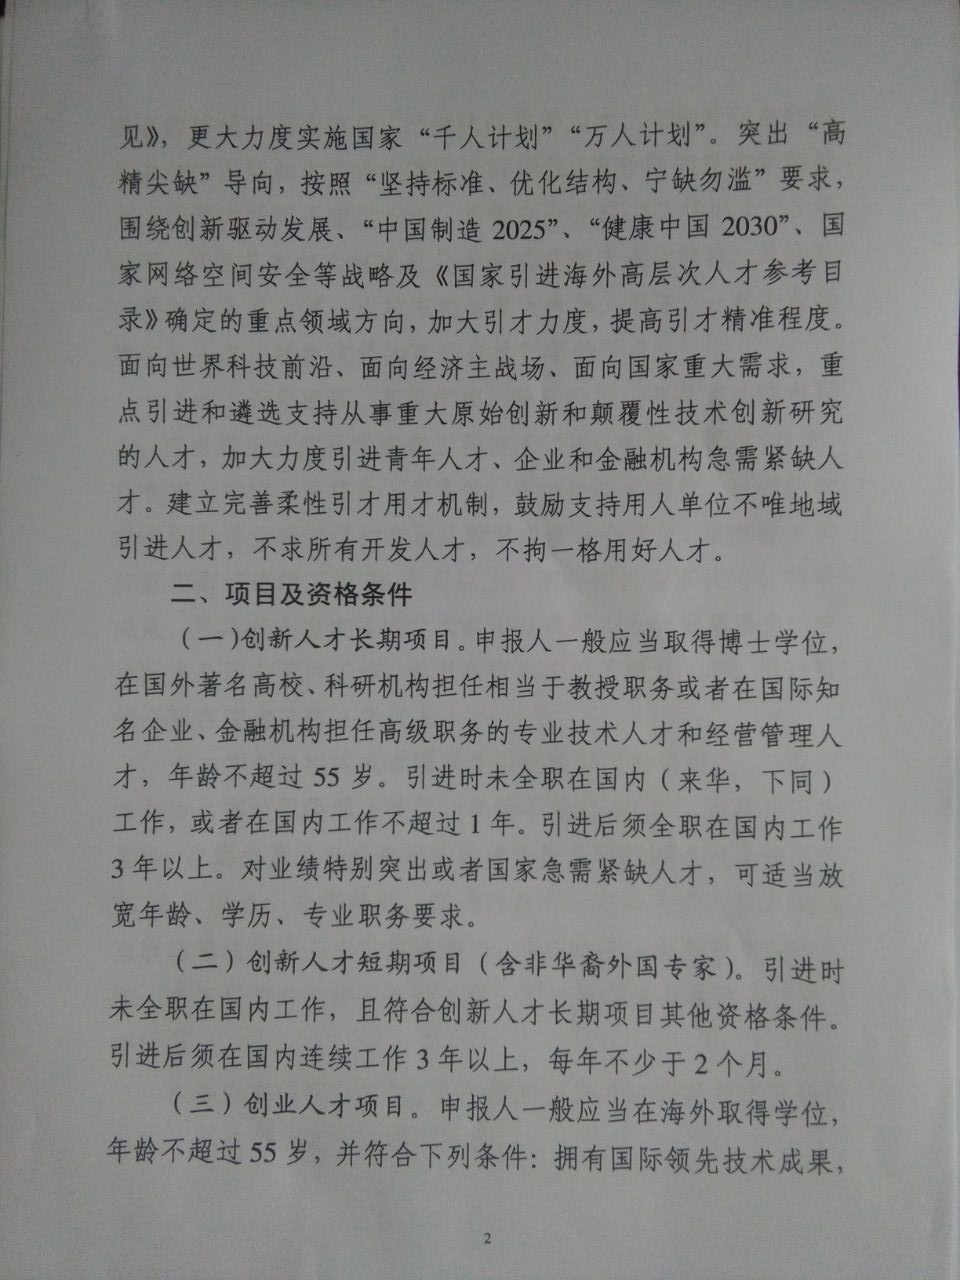 见》，更大力度实施国家“千人计划”“万人计划”。突出“高
精尖缺”导向，按照“坚持标准、优化结构、宁缺勿滥”要求，
围绕创新驱动发展、“中国制造 2025”、“健康中国 2030”、国
家网络空间安全等战略及《国家引进海外高层次人才参考目
录》确定的重点领域方向，加大引才力度，提高引才精准程度。
面向世界科技前沿、面向经济主战场、面向国家重大需求，重
点引进和遴选支持从事重大原始创新和颠覆性技术创新研究
的人才，加大力度引进青年人才、企业和金融机构急需紧缺人
才。建立完善柔性引才用才机制，鼓励支持用人单位不唯地域
引进人才，不求所有开发人才，不拘一格用好人才。
二、项目及资格条件
（一）创新人才长期项目。申报人一般应当取得博士学位，
在国外著名高校、科研机构担任相当于教授职务或者在国际知
名企业、金融机构担任高级职务的专业技术人才和经营管理人
才，年龄不超过 55 岁。引进时未全职在国内（来华，下同）
工作，或者在国内工作不超过 1 年。引进后须全职在国内工作
3 年以上。对业绩特别突出或者国家急需紧缺人才，可适当放
宽年龄、学历、专业职务要求。
（二）创新人才短期项目（含非华裔外国专家）。引进时
未全职在国内工作，且符合创新人才长期项目其他资格条件。
引进后须在国内连续工作 3 年以上，每年不少于 2 个月。
（三）创业人才项目。申报人一般应当在海外取得学位，
年龄不超过 55 岁，并符合下列条件：拥有国际领先技术成果，
2